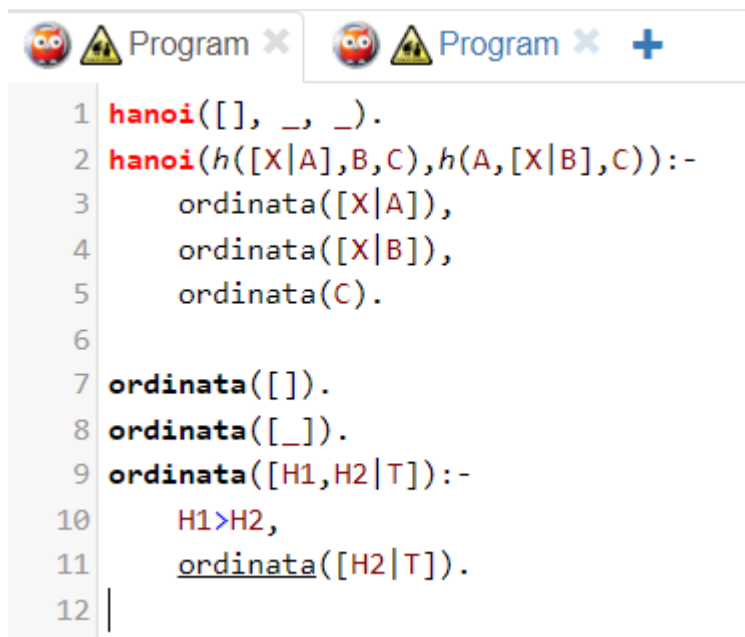 Program × Program × +
1 hanoi([], _, _).
2 hanoi(h([X|A],B,C),h(A,[X|B],C)):-
3     ordinata([X|A]),
4     ordinata([X|B]),
5     ordinata(C).
6
7 ordinata([]).
8 ordinata([_]).
9 ordinata([H1,H2|T]):-
10     H1>H2,
11     ordinata([H2|T]).
12